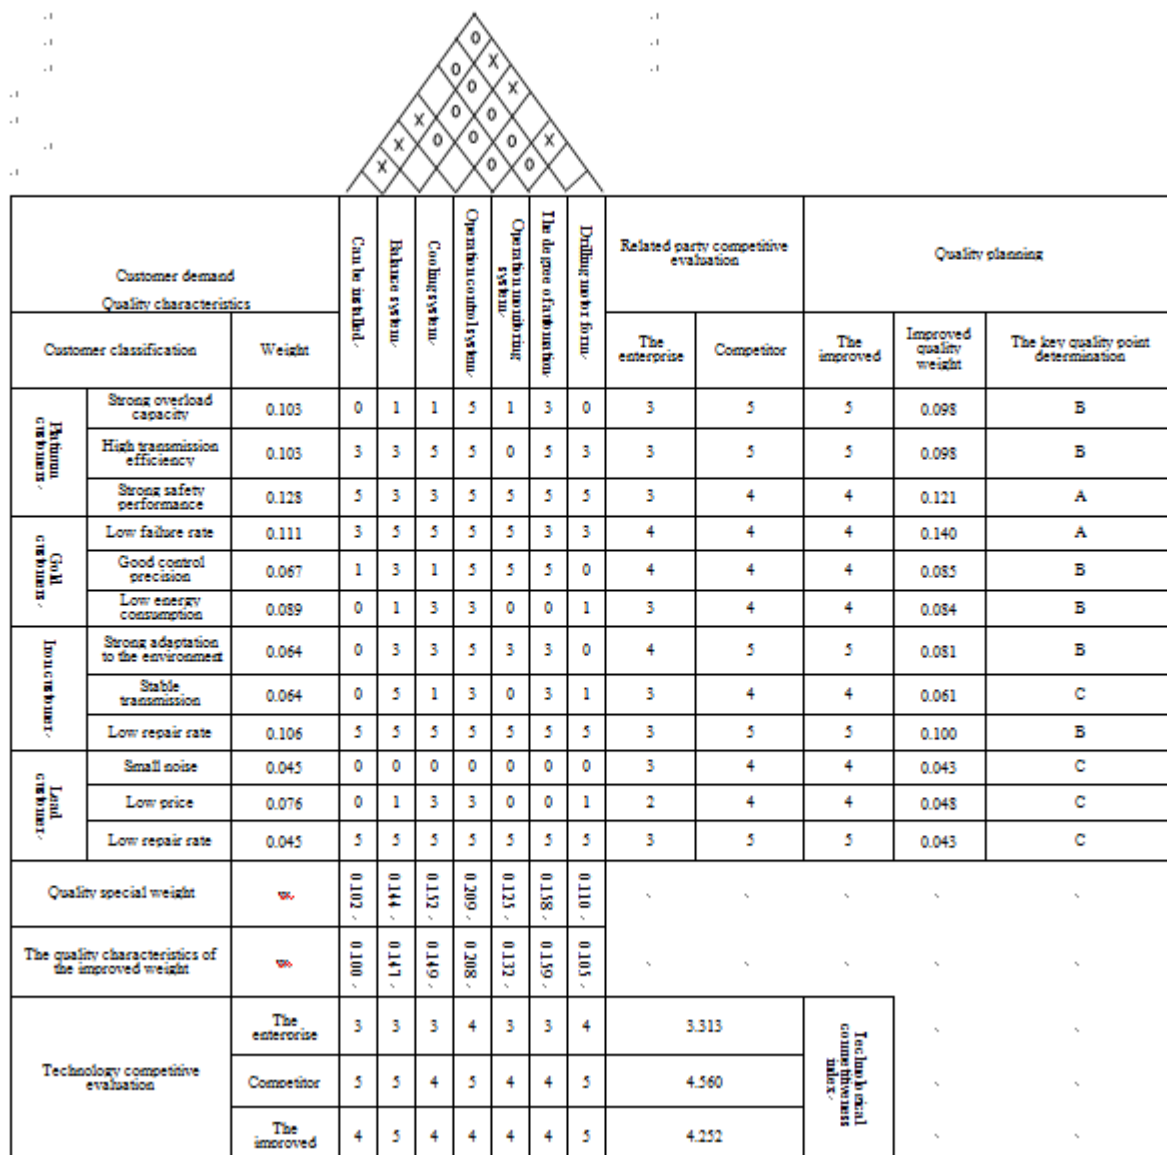 O
O X
O X
X O O
X O O O X
X O O
Customer demand
Quality characteristics
Can be installed
Balance system
Cooling system
Operation control system
Operation monitoring system
The degree of automation
Drilling motor form
Related party competitive evaluation
Quality planning
Customer classification
Weight
The enterprise
Competitor
The improved
Improved quality weight
The key quality point determination
Platinum customers
Strong overload capacity 0.103 0 1 1 5 1 3 0 3 5 5 0.098 B
High transmission efficiency 0.103 3 3 5 5 0 5 3 3 5 5 0.098 B
Strong safety performance 0.128 5 3 3 5 5 5 5 3 4 4 0.121 A
Gold customers
Low failure rate 0.111 3 5 5 5 5 3 3 4 4 4 0.140 A
Good control precision 0.067 1 3 1 5 5 5 0 4 4 4 0.085 B
Low energy consumption 0.089 0 1 3 3 0 0 1 3 4 4 0.084 B
Iron customer
Strong adaptation to the environment 0.064 0 3 3 5 3 3 0 4 5 5 0.081 B
Stable transmission 0.064 0 5 1 3 0 3 1 3 4 4 0.061 C
Low repair rate 0.106 5 5 5 5 5 5 5 3 5 5 0.100 B
Lead customer
Small noise 0.045 0 0 0 0 0 0 0 3 4 4 0.043 C
Low price 0.076 0 1 3 3 0 0 1 2 4 4 0.048 C
Low repair rate 0.045 5 5 5 5 5 5 5 3 5 5 0.043 C
Quality special weight 0.102 0.144 0.152 0.209 0.125 0.158 0.110
The quality characteristics of the improved weight 0.100 0.147 0.149 0.208 0.132 0.159 0.105
Technology competitive evaluation
The enterprise 3 3 3 4 3 3 4 3.313
Competitor 5 5 4 5 4 4 5 4.560
The improved 4 5 4 4 4 4 5 4.252
Technological competitiveness index